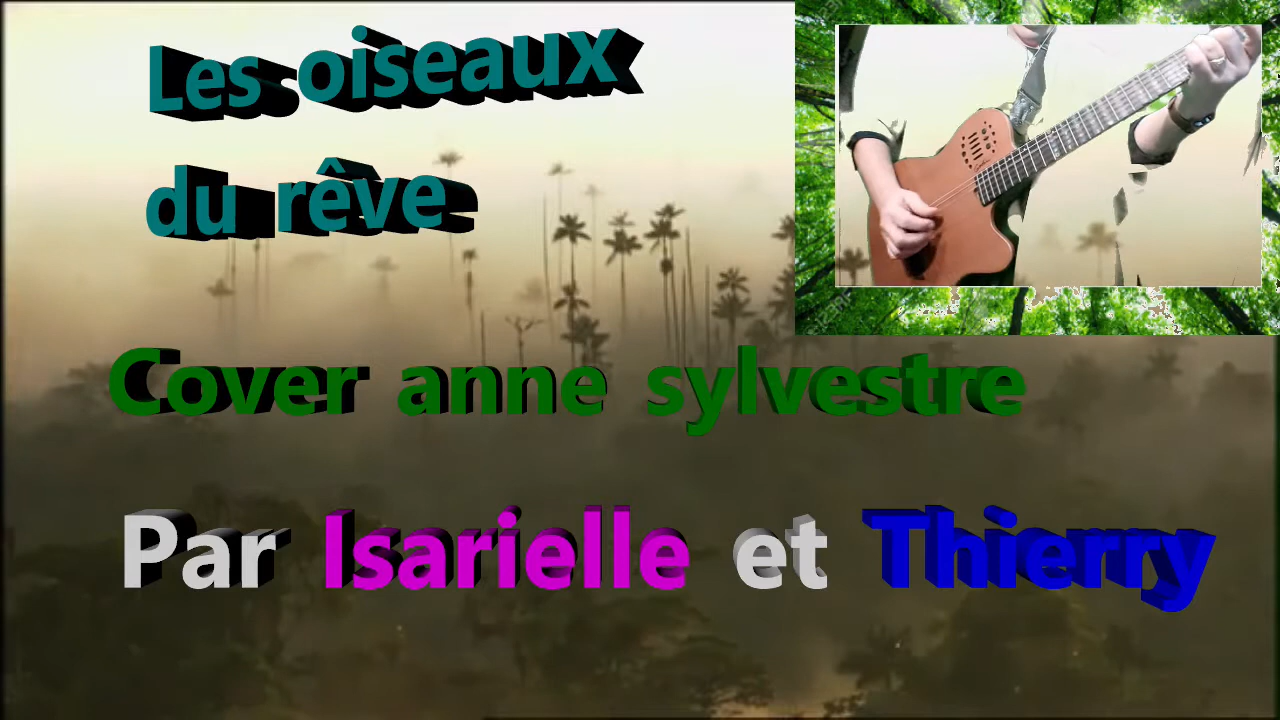 Les oiseaux
du rêve
Cover anne sylvestre
Par Isarielle et Thierry